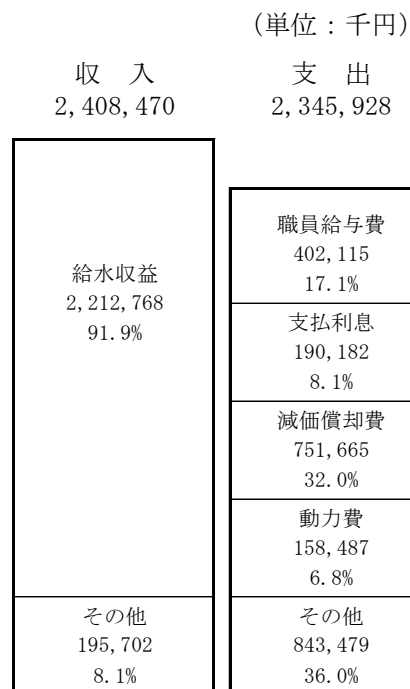 (単位：千円)
収　入
2,408,470
給水収益
2,212,768
91.9%
その他
195,702
8.1%
支　出
2,345,928
職員給与費
402,115
17.1%
支払利息
190,182
8.1%
減価償却費
751,665
32.0%
動力費
158,487
6.8%
その他
843,479
36.0%